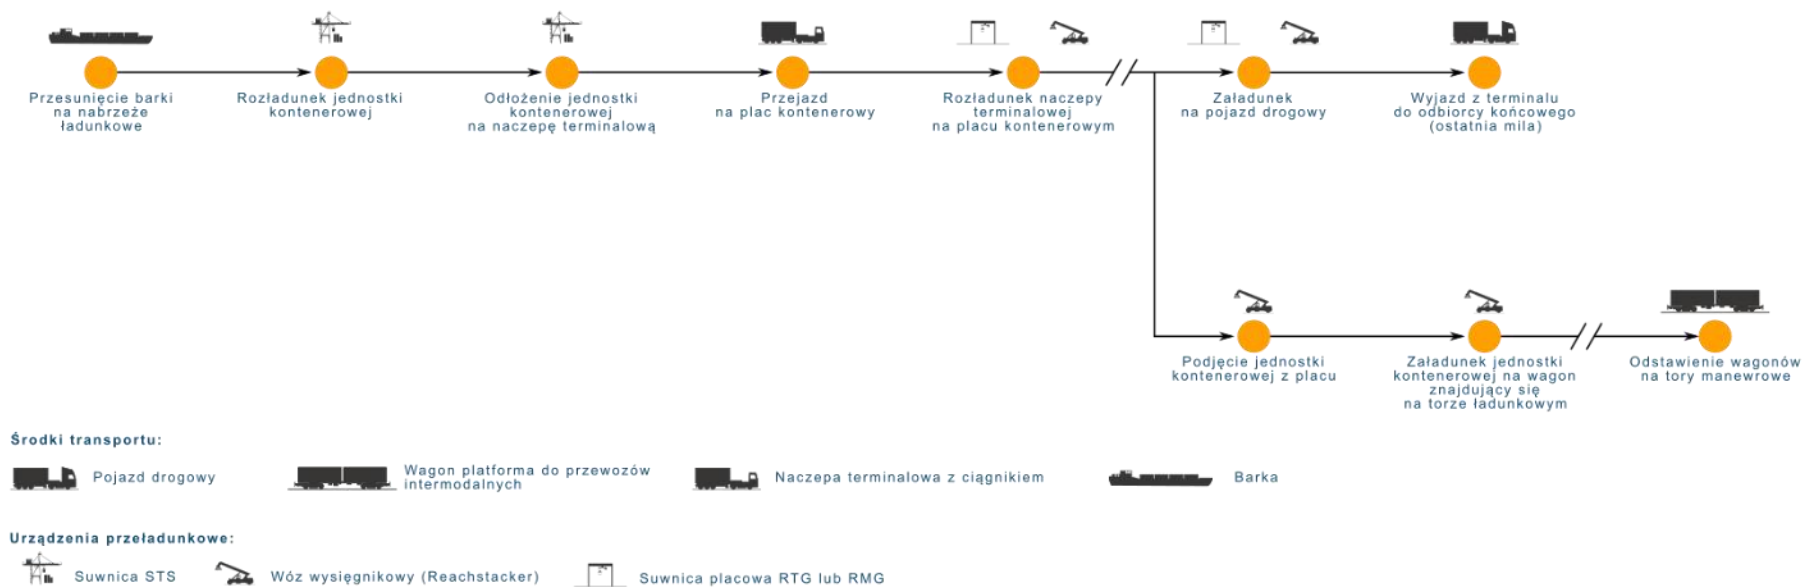 Przesunięcie barki
na nabrzeże
ładunkowe
Rozładunek jednostki
kontenerowej
Odłożenie jednostki
kontenerowej
na naczepę terminalową
Przejazd
na plac kontenerowy
Rozładunek naczepy
terminalowej
na placu kontenerowym
Załadunek
na pojazd drogowy
Wyjazd z terminalu
do odbiorcy końcowego
(ostatnia mila)
Podjęcie jednostki
kontenerowej z placu
Załadunek jednostki
kontenerowej na wagon
znajdujący się
na torze ładunkowym
Odstawienie wagonów
na tory manewrowe
Środki transportu:
Pojazd drogowy
Wagon platforma do przewozów
intermodalnych
Naczepa terminalowa z ciągnikiem
Barka
Urządzenia przeładunkowe:
Suwnica STS
Wóz wysięgnikowy (Reachstacker)
Suwnica placowa RTG lub RMG